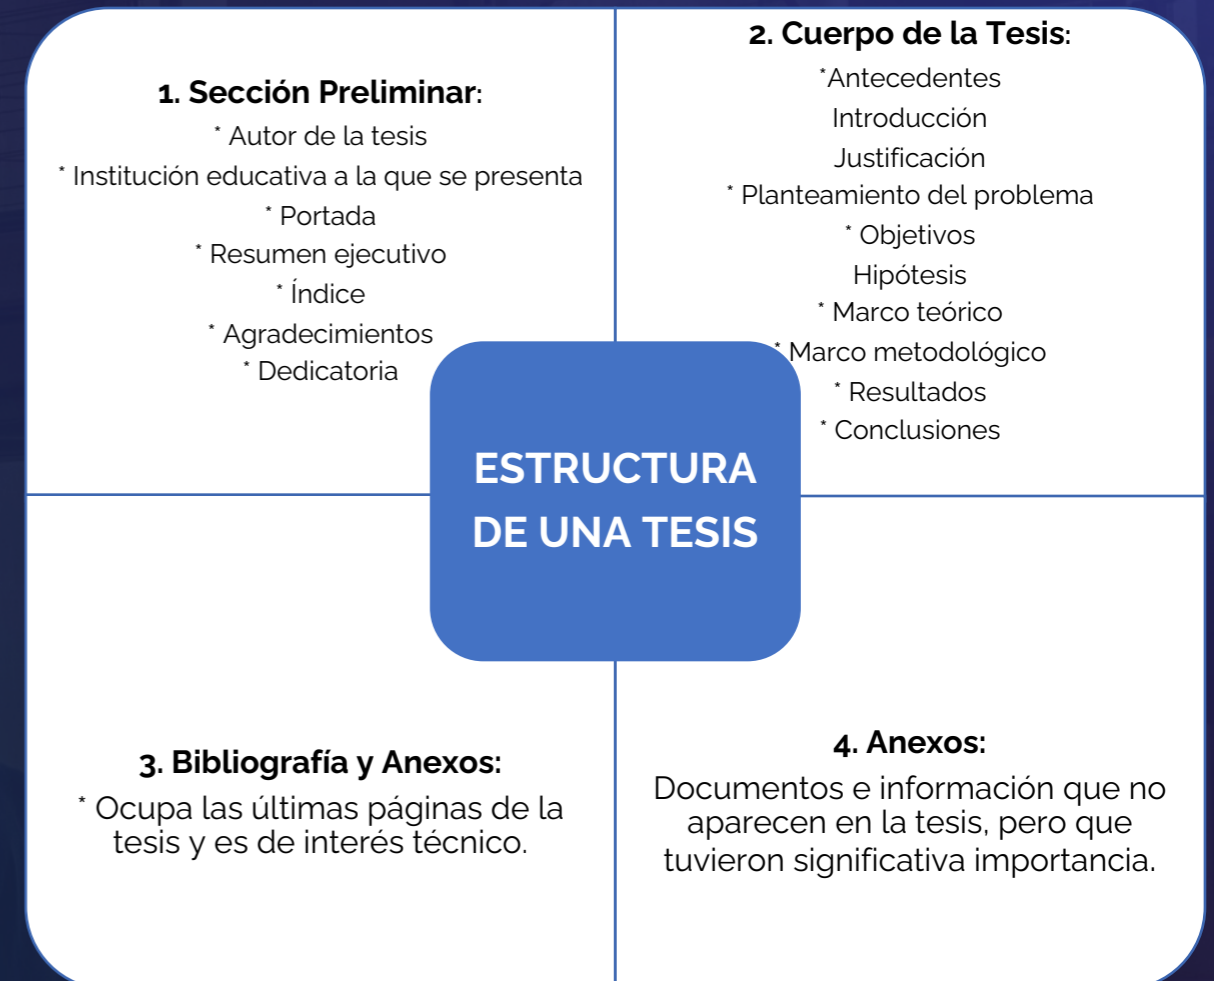 1. Sección Preliminar:
* Autor de la tesis
* Institución educativa a la que se presenta
* Portada
* Resumen ejecutivo
* Índice
* Agradecimientos
* Dedicatoria
2. Cuerpo de la Tesis:
*Antecedentes
Introducción
Justificación
* Planteamiento del problema
* Objetivos
Hipótesis
* Marco teórico
* Marco metodológico
* Resultados
* Conclusiones
ESTRUCTURA
DE UNA TESIS
3. Bibliografía y Anexos:
* Ocupa las últimas páginas de la
tesis y es de interés técnico.
4. Anexos:
Documentos e información que no
aparecen en la tesis, pero que
tuvieron significativa importancia.